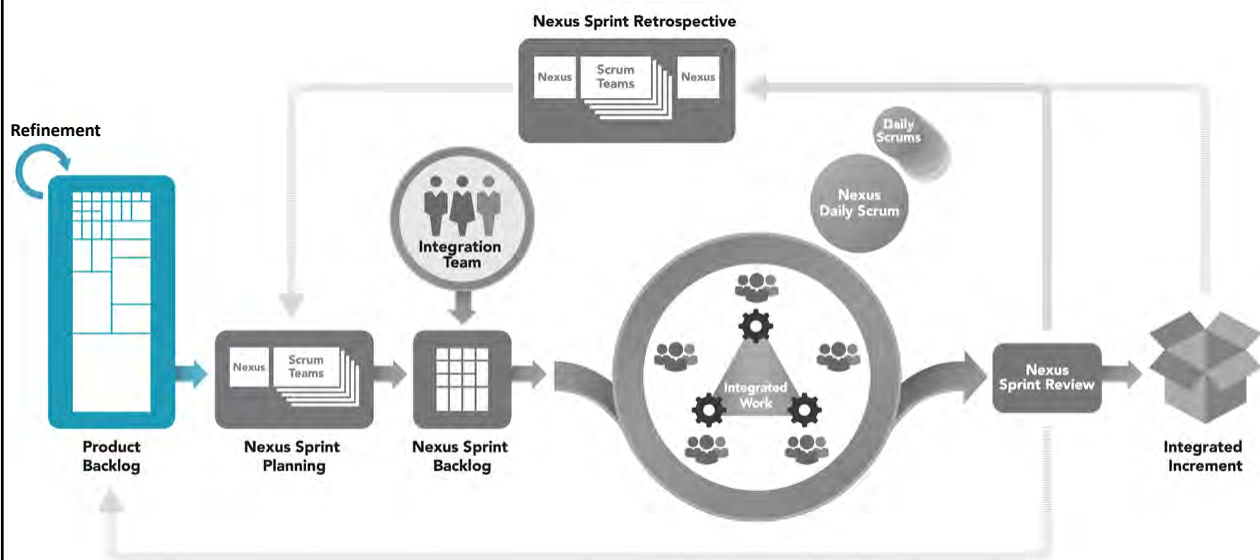 Nexus Sprint Retrospective
Nexus
Scrum
Teams
Nexus
Refinement
Daily
Scrums
Nexus
Daily Scrum
Integration
Team
Nexus
Scrum
Teams
Integrated
Work
Nexus
Sprint Review
Product
Backlog
Nexus Sprint
Planning
Nexus Sprint
Backlog
Integrated
Increment